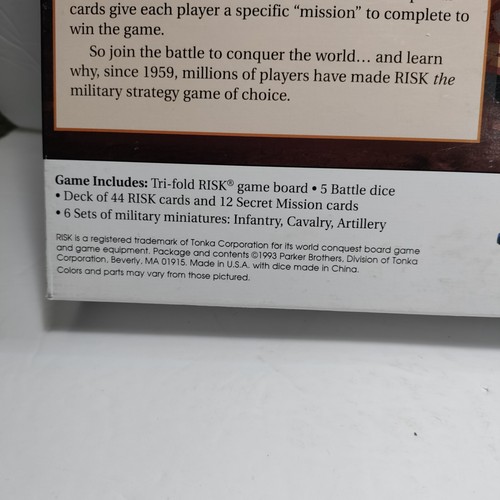 cards give each player a specific “mission” to complete to
win the game.
So join the battle to conquer the world… and learn
why, since 1959, millions of players have made RISK the
military strategy game of choice.
Game Includes: Tri-fold RISK® game board • 5 Battle dice
• Deck of 44 RISK cards and 12 Secret Mission cards
• 6 Sets of military miniatures: Infantry, Cavalry, Artillery
RISK is a registered trademark of Tonka Corporation for its world conquest board game
and game equipment. Package and contents ©1993 Parker Brothers, Division of Tonka
Corporation, Beverly, MA 01915. Made in U.S.A. with dice made in China.
Colors and parts may vary from those pictured.